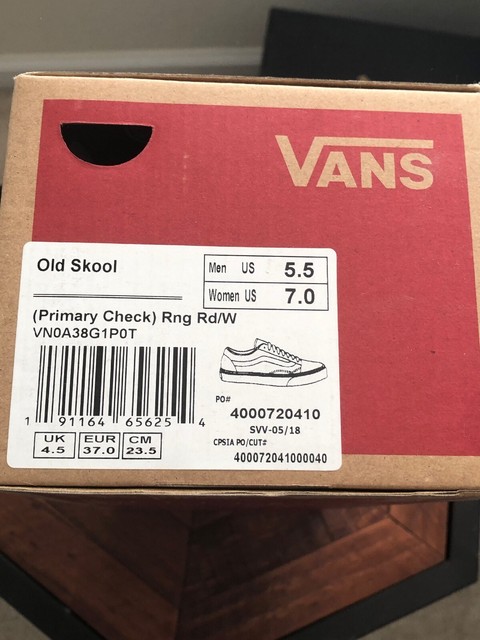 VANS
Old Skool
Men US 5.5
Women US 7.0
(Primary Check) Rng Rd/W
VN0A38G1P0T
1 91164 65625 4
PO#
4000720410
SVV-05/18
CPSIA PO/CUT#
400072041000040
UK EUR CM
4.5 37.0 23.5